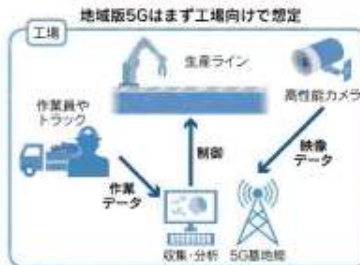 地域版5Gはまず工場向けで想定
工場
生産ライン
高性能カメラ
作業員や
トラック
制御
映像
データ
作業
データ
収集・分析
5G基地局